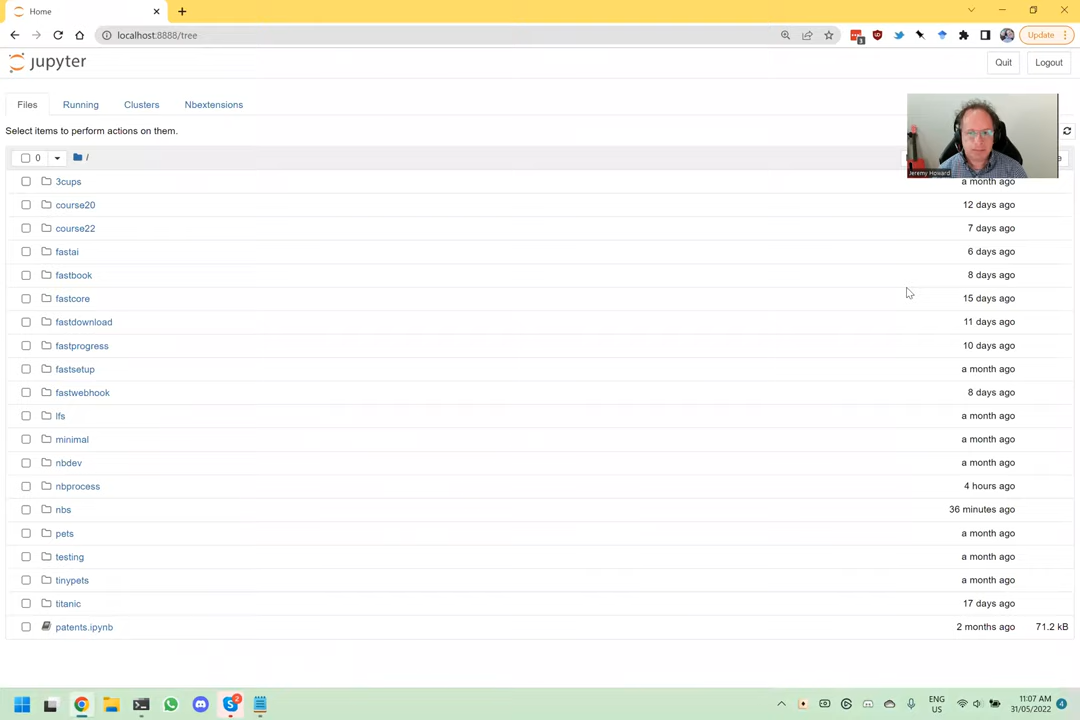 Home
localhost:8888/tree
Update
3
jupyter
Quit
Logout
Files
Running
Clusters
Nbextensions
Select items to perform actions on them.
0
/
Jeremy Howard
3cups
a month ago
course20
12 days ago
course22
7 days ago
fastai
6 days ago
fastbook
8 days ago
fastcore
15 days ago
fastdownload
11 days ago
fastprogress
10 days ago
fastsetup
a month ago
fastwebhook
8 days ago
lfs
a month ago
minimal
a month ago
nbdev
a month ago
nbprocess
4 hours ago
nbs
36 minutes ago
pets
a month ago
testing
a month ago
tinypets
a month ago
titanic
17 days ago
patents.ipynb
2 months ago
71.2 kB
2
ENG
US
11:07 AM
31/05/2022
4